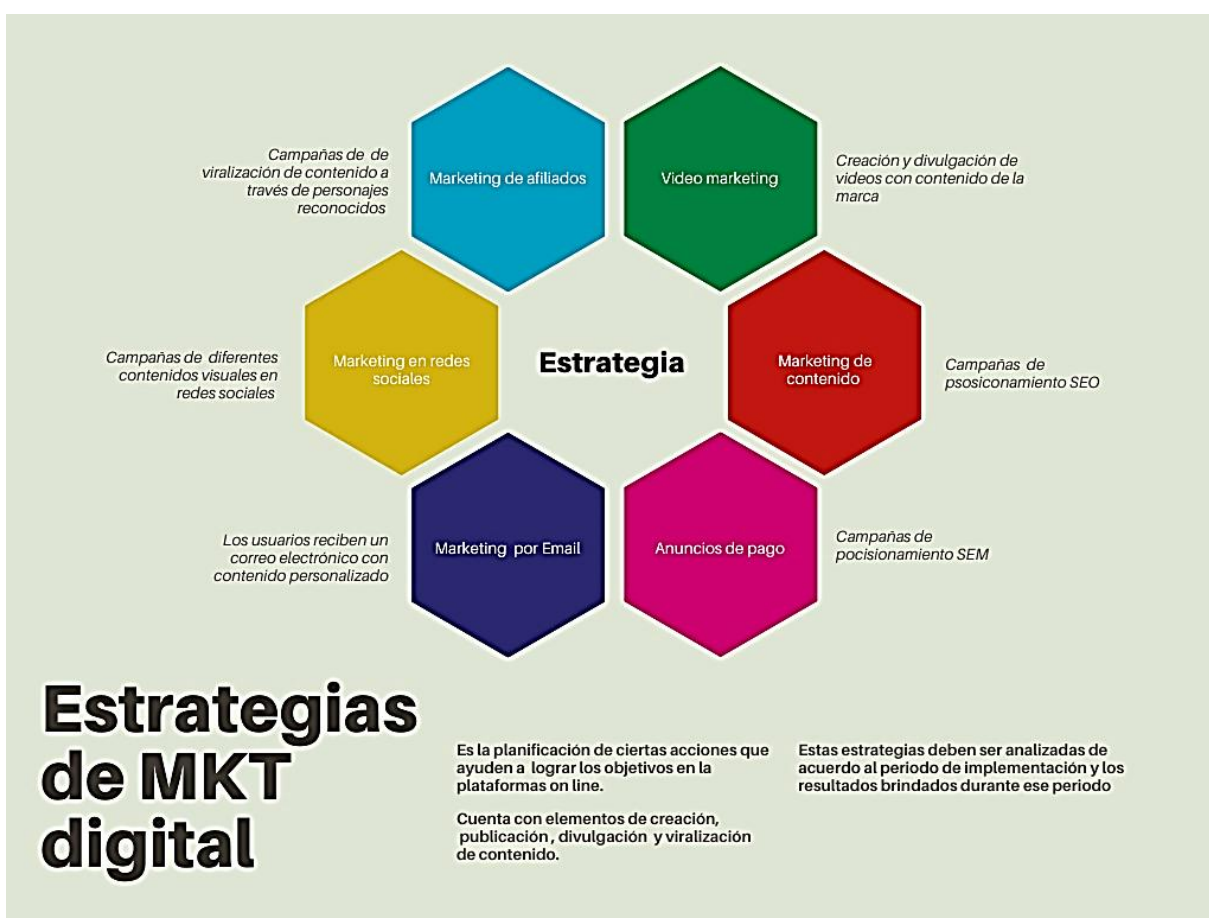 Campañas de  de
viralización de contenido a
través de personajes
reconocidos
Marketing de afiliados
Video marketing
Creación y divulgación de
videos con contenido de la
marca
Campañas de  diferentes
contenidos visuales en
redes sociales
Marketing en redes
sociales
Estrategia
Marketing de
contenido
Campañas  de
psosiconamiento SEO
Los usuarios reciben un
correo electrónico con
contenido personalizado
Marketing  por Email
Anuncios de pago
Campañas de
pocisionamiento SEM
Estrategias
de MKT
digital
Es la planificación de ciertas acciones que
ayuden a  lograr los objetivos en la
plataformas on line.
Cuenta con elementos de creación,
publicación , divulgación  y viralización
de contenido.
Estas estrategias deben ser analizadas de
acuerdo al periodo de implementación y los
resultados brindados durante ese periodo